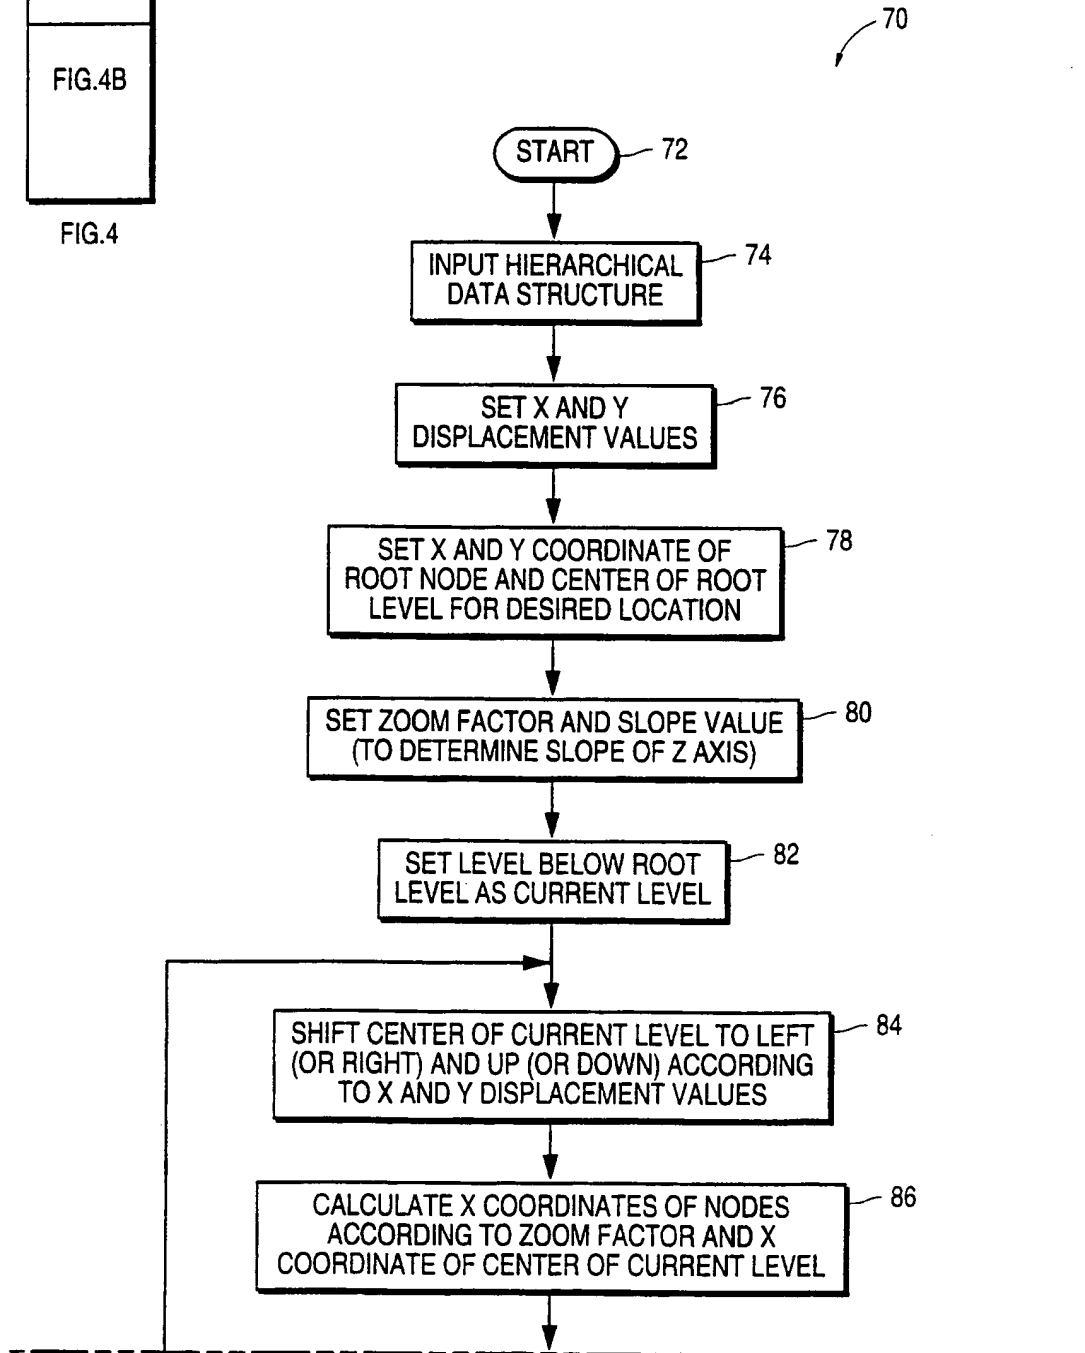 70
FIG.4B
FIG.4
START
72
INPUT HIERARCHICAL
DATA STRUCTURE
74
SET X AND Y
DISPLACEMENT VALUES
76
SET X AND Y COORDINATE OF
ROOT NODE AND CENTER OF ROOT
LEVEL FOR DESIRED LOCATION
78
SET ZOOM FACTOR AND SLOPE VALUE
(TO DETERMINE SLOPE OF Z AXIS)
80
SET LEVEL BELOW ROOT
LEVEL AS CURRENT LEVEL
82
SHIFT CENTER OF CURRENT LEVEL TO LEFT
(OR RIGHT) AND UP (OR DOWN) ACCORDING
TO X AND Y DISPLACEMENT VALUES
84
CALCULATE X COORDINATES OF NODES
ACCORDING TO ZOOM FACTOR AND X
COORDINATE OF CENTER OF CURRENT LEVEL
86